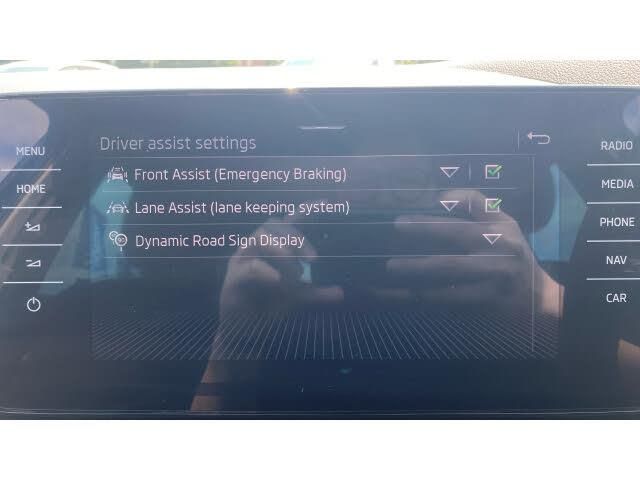 Driver assist settings
Front Assist (Emergency Braking)
Lane Assist (lane keeping system)
Dynamic Road Sign Display
MENU
HOME
RADIO
MEDIA
PHONE
NAV
CAR